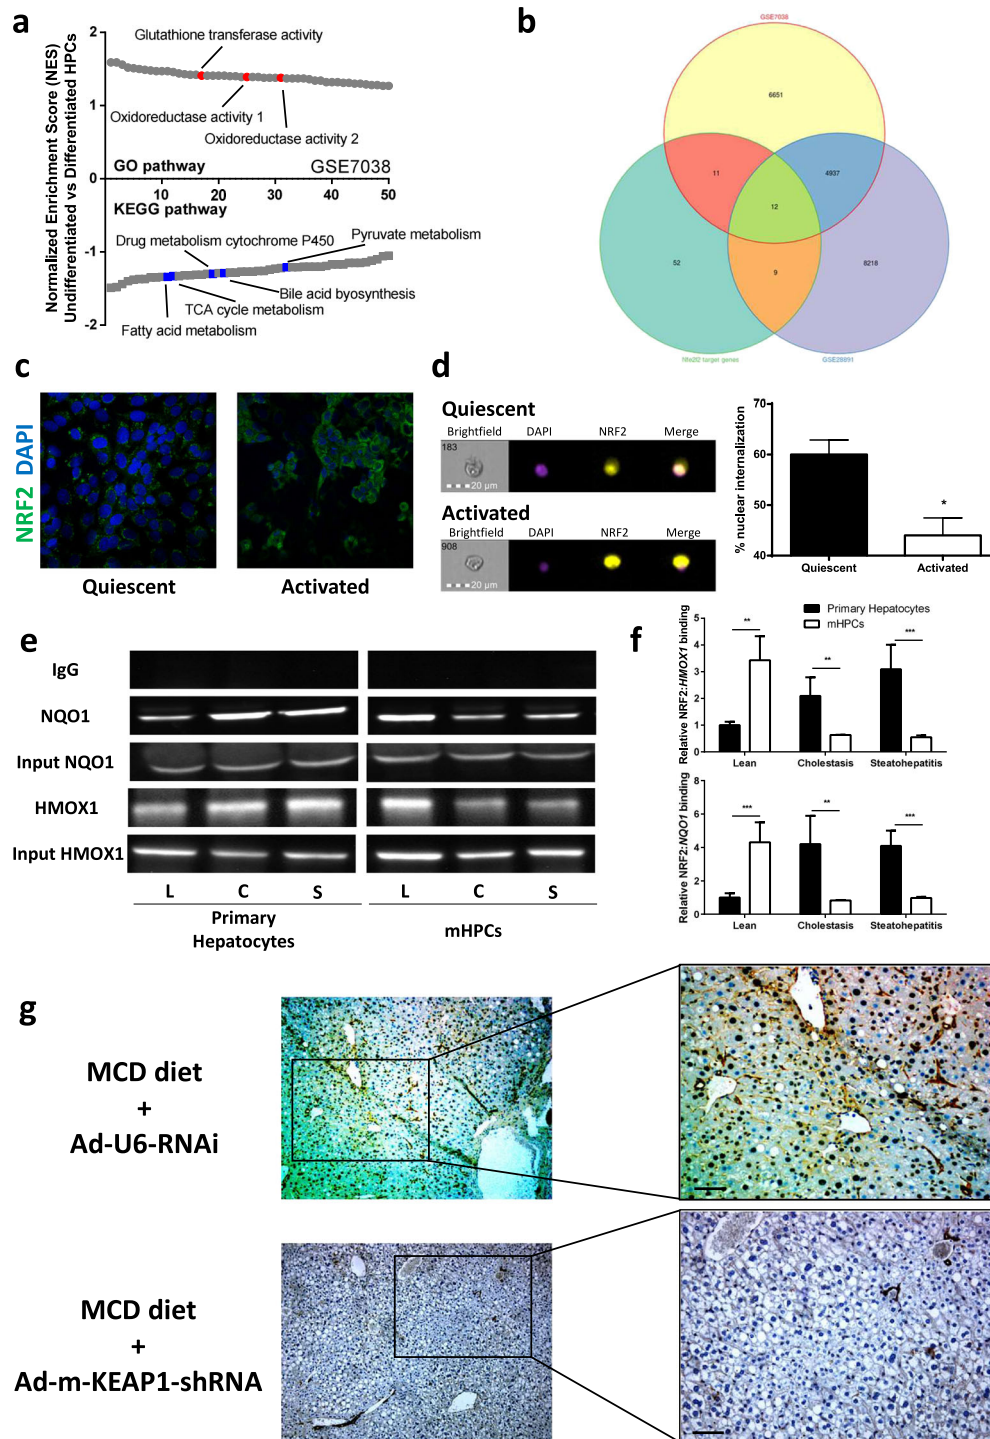 a
Normalized Enrichment Score (NES)
Undifferentiated vs Differentiated HPCs
2
1
0
-1
-2
Glutathione transferase activity
Oxidoreductase activity 1
Oxidoreductase activity 2
GO pathway
GSE7038
10 20 30 40 50
KEGG pathway
Drug metabolism cytochrome P450
Pyruvate metabolism
Bile acid byosynthesis
TCA cycle metabolism
Fatty acid metabolism
b
GSE7038
6651
11
4937
12
52
9
8218
Nfe2l2 target genes
GSE28891
c
NRF2 DAPI
Quiescent
Activated
d
Quiescent
Brightfield DAPI NRF2 Merge
183
20 µm
Activated
Brightfield DAPI NRF2 Merge
908
20 µm
% nuclear internalization
70
60
50
40
*
Quiescent Activated
e
IgG
NQO1
Input NQO1
HMOX1
Input HMOX1
L C S L C S
Primary
Hepatocytes
mHPCs
f
Primary Hepatocytes
mHPCs
Relative NRF2:HMOX1 binding
5
4
3
2
1
0
** ** ***
Lean Cholestasis Steatohepatitis
Relative NRF2:NQO1 binding
8
6
4
2
0
*** ** ***
Lean Cholestasis Steatohepatitis
g
MCD diet
+
Ad-U6-RNAi
MCD diet
+
Ad-m-KEAP1-shRNA